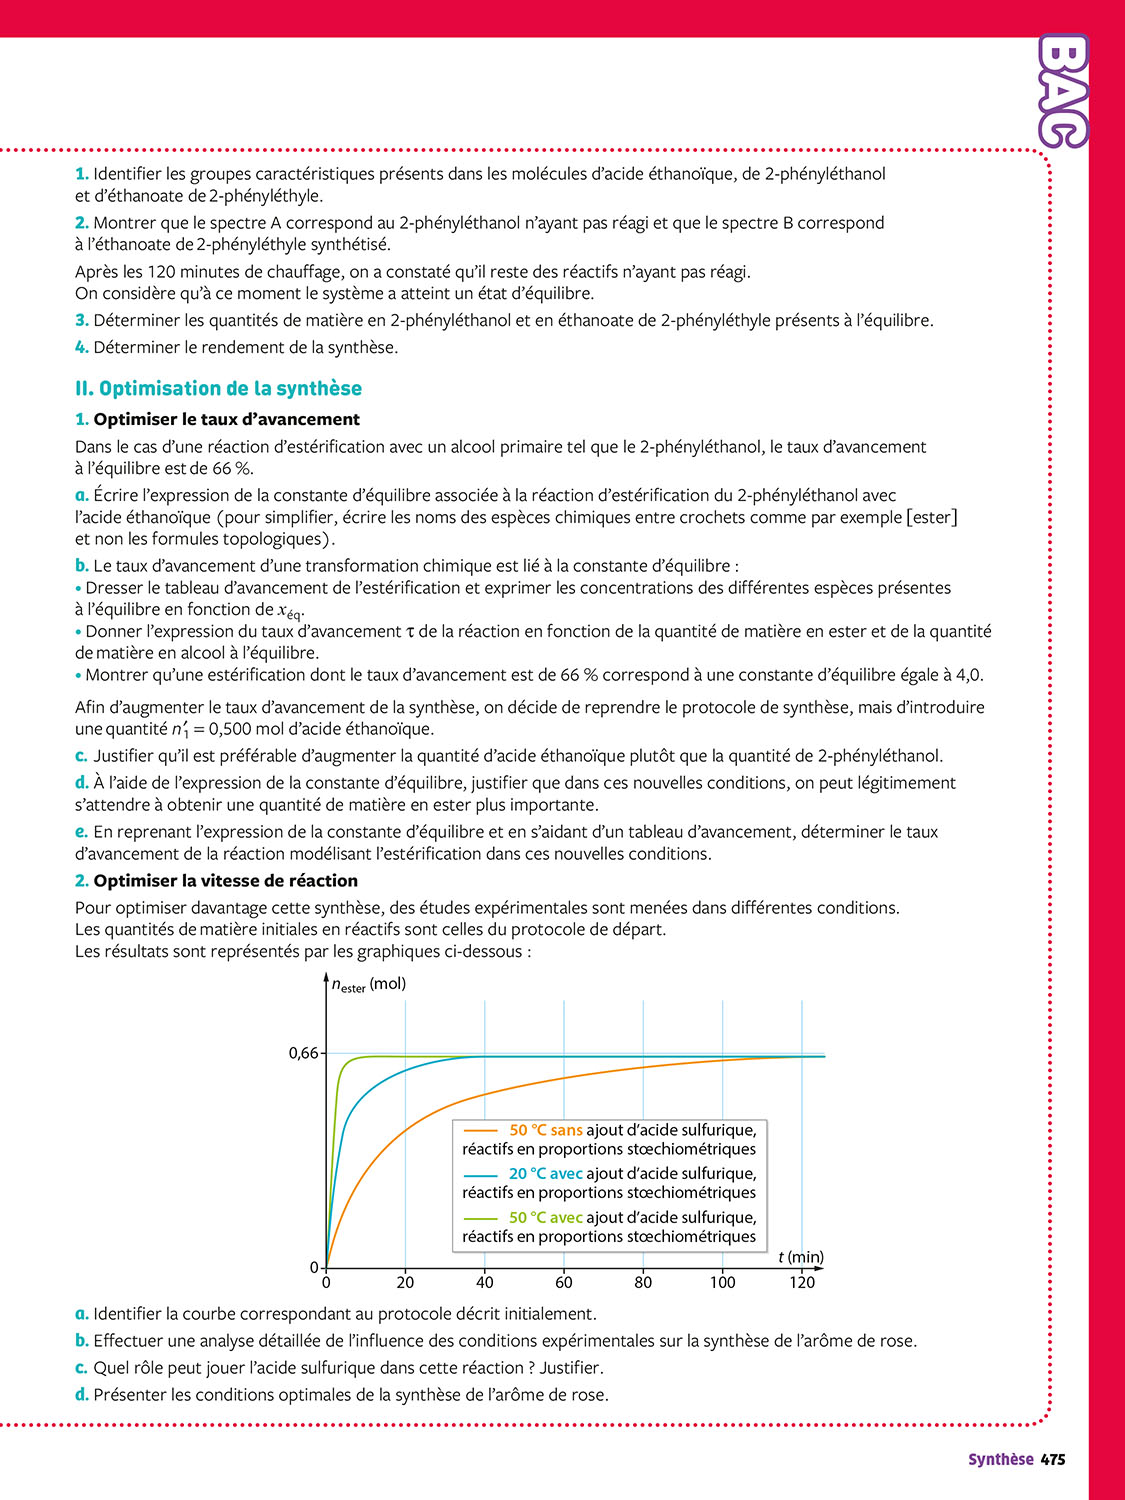 BAC
1. Identifier les groupes caractéristiques présents dans les molécules d'acide éthanoïque, de 2-phényléthanol
et d'éthanoate de 2-phényléthyle.
2. Montrer que le spectre A correspond au 2-phényléthanol n'ayant pas réagi et que le spectre B correspond
à l'éthanoate de 2-phényléthyle synthétisé.
Après les 120 minutes de chauffage, on a constaté qu'il reste des réactifs n'ayant pas réagi.
On considère qu'à ce moment le système a atteint un état d'équilibre.
3. Déterminer les quantités de matière en 2-phényléthanol et en éthanoate de 2-phényléthyle présents à l'équilibre.
4. Déterminer le rendement de la synthèse.
II. Optimisation de la synthèse
1. Optimiser le taux d'avancement
Dans le cas d'une réaction d'estérification avec un alcool primaire tel que le 2-phényléthanol, le taux d'avancement
à l'équilibre est de 66 %.
a. Écrire l'expression de la constante d'équilibre associée à la réaction d'estérification du 2-phényléthanol avec
l'acide éthanoïque (pour simplifier, écrire les noms des espèces chimiques entre crochets comme par exemple [ester]
et non les formules topologiques).
b. Le taux d'avancement d'une transformation chimique est lié à la constante d'équilibre :
• Dresser le tableau d'avancement de l'estérification et exprimer les concentrations des différentes espèces présentes
à l'équilibre en fonction de xéq.
• Donner l'expression du taux d'avancement τ de la réaction en fonction de la quantité de matière en ester et de la quantité
de matière en alcool à l'équilibre.
• Montrer qu'une estérification dont le taux d'avancement est de 66 % correspond à une constante d'équilibre égale à 4,0.
Afin d'augmenter le taux d'avancement de la synthèse, on décide de reprendre le protocole de synthèse, mais d'introduire
une quantité n′1 = 0,500 mol d'acide éthanoïque.
c. Justifier qu'il est préférable d'augmenter la quantité d'acide éthanoïque plutôt que la quantité de 2-phényléthanol.
d. À l'aide de l'expression de la constante d'équilibre, justifier que dans ces nouvelles conditions, on peut légitimement
s'attendre à obtenir une quantité de matière en ester plus importante.
e. En reprenant l'expression de la constante d'équilibre et en s'aidant d'un tableau d'avancement, déterminer le taux
d'avancement de la réaction modélisant l'estérification dans ces nouvelles conditions.
2. Optimiser la vitesse de réaction
Pour optimiser davantage cette synthèse, des études expérimentales sont menées dans différentes conditions.
Les quantités de matière initiales en réactifs sont celles du protocole de départ.
Les résultats sont représentés par les graphiques ci-dessous :
nester (mol)
0,66
50 °C sans ajout d'acide sulfurique,
réactifs en proportions stœchiométriques
20 °C avec ajout d'acide sulfurique,
réactifs en proportions stœchiométriques
50 °C avec ajout d'acide sulfurique,
réactifs en proportions stœchiométriques
t (min)
0
0 20 40 60 80 100 120
a. Identifier la courbe correspondant au protocole décrit initialement.
b. Effectuer une analyse détaillée de l'influence des conditions expérimentales sur la synthèse de l'arôme de rose.
c. Quel rôle peut jouer l'acide sulfurique dans cette réaction ? Justifier.
d. Présenter les conditions optimales de la synthèse de l'arôme de rose.
Synthèse 475